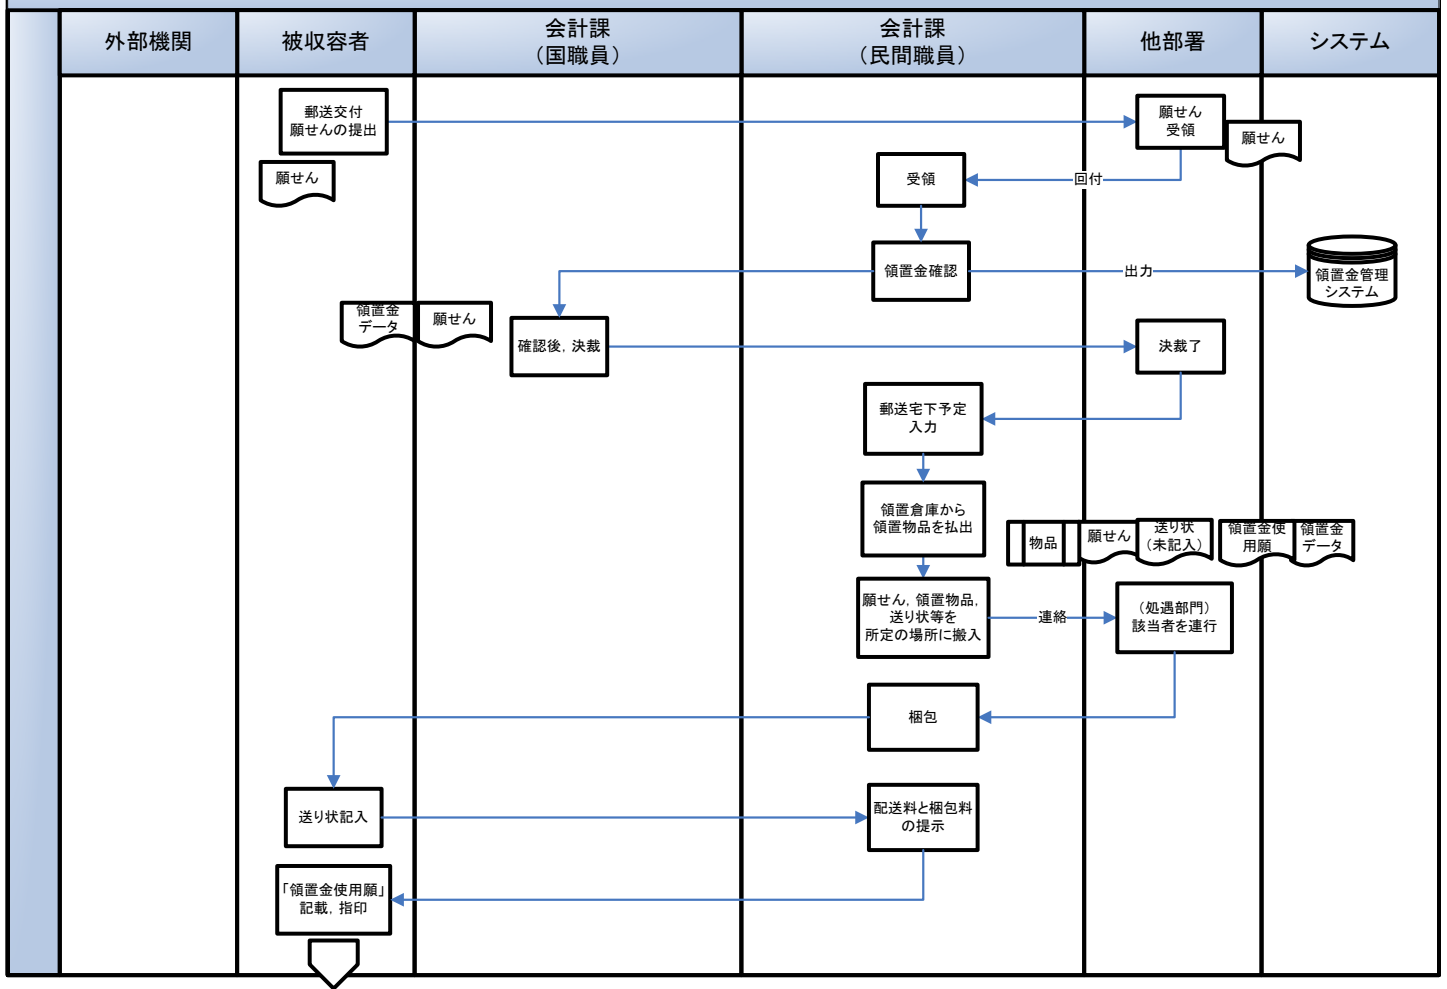 外部機関
被収容者
会計課
（国職員）
会計課
（民間職員）
他部署
システム
郵送交付
願せんの提出
願せん
受領
願せん
願せん
受領
回付
領置金確認
出力
領置金管理
システム
領置金
データ
願せん
確認後，決裁
決裁了
郵送宅下予定
入力
領置倉庫から
領置物品を払出
物品
願せん
送り状
（未記入）
領置金使
用願
領置金
データ
願せん，領置物品，
送り状等を
所定の場所に搬入
連絡
（処遇部門）
該当者を連行
梱包
送り状記入
配送料と梱包料
の提示
「領置金使用願」
記載，指印